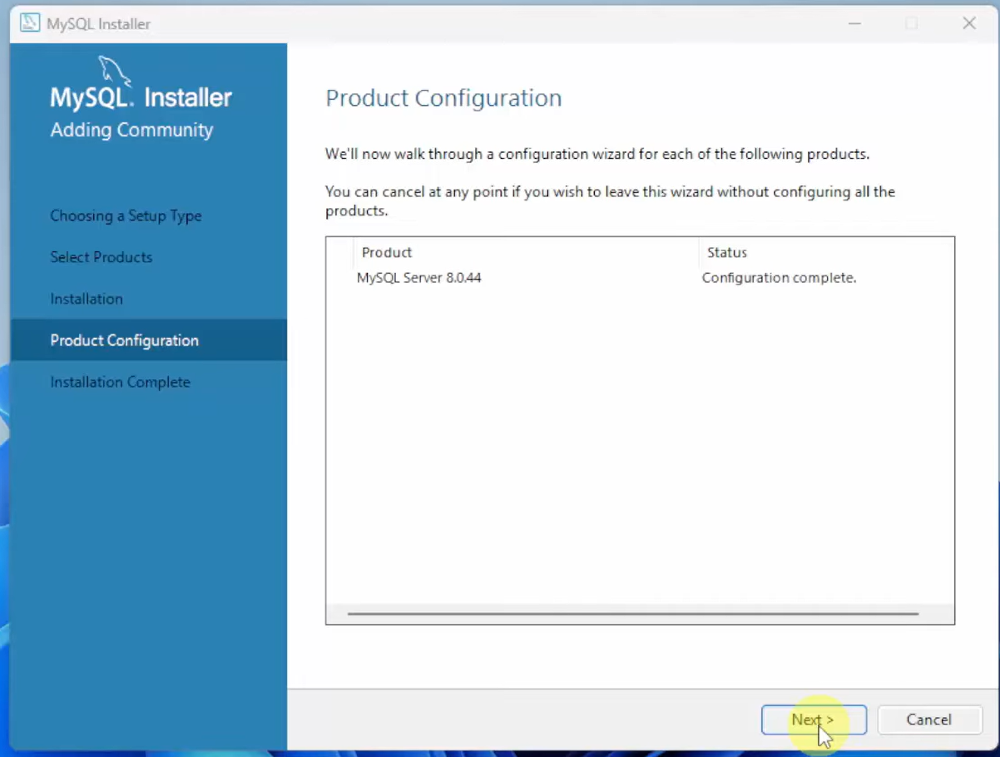 MySQL Installer
MySQL. Installer
Adding Community
Choosing a Setup Type
Select Products
Installation
Product Configuration
Installation Complete
Product Configuration
We'll now walk through a configuration wizard for each of the following products.
You can cancel at any point if you wish to leave this wizard without configuring all the
products.
Product Status
MySQL Server 8.0.44 Configuration complete.
Next > Cancel